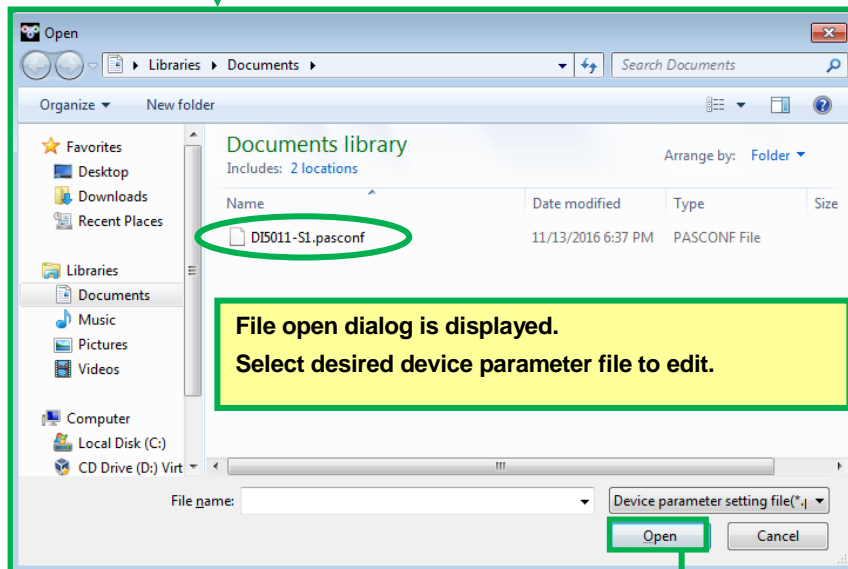 Open
Libraries Documents
Search Documents
Organize New folder
Favorites
Desktop
Downloads
Recent Places
Libraries
Documents
Music
Pictures
Videos
Computer
Local Disk (C:)
CD Drive (D:) Virt
Documents library
Includes: 2 locations
Arrange by: Folder
Name Date modified Type Size
DI5011-S1.pasconf 11/13/2016 6:37 PM PASCONF File
File open dialog is displayed.
Select desired device parameter file to edit.
File name: Device parameter setting file(*.p
Open Cancel